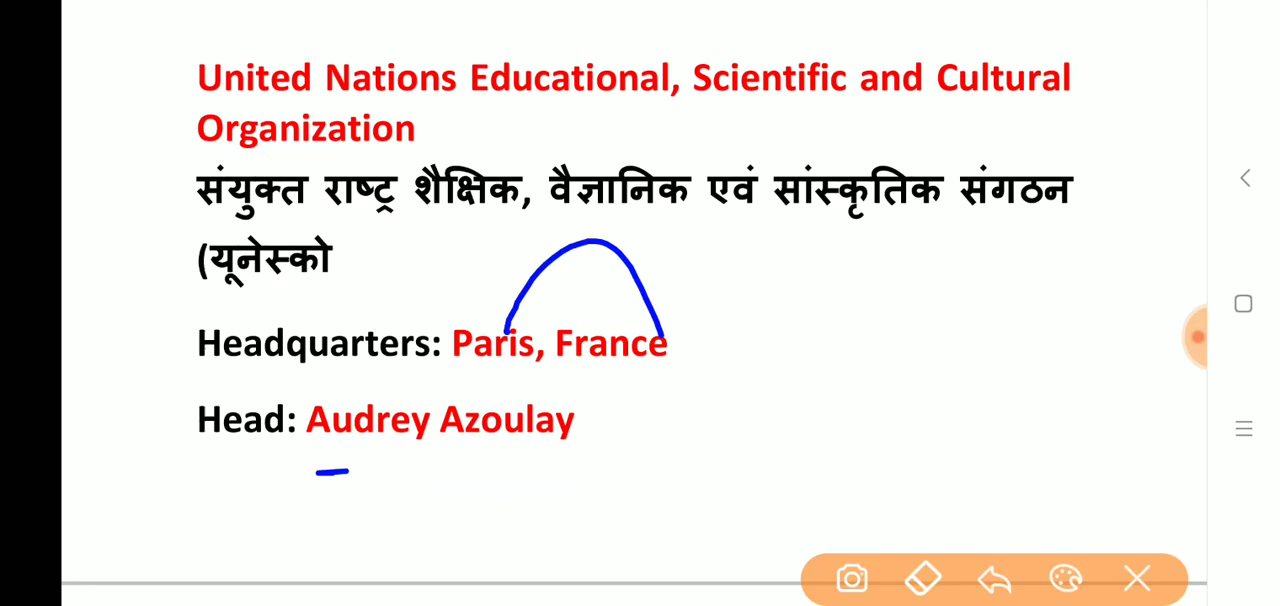 United Nations Educational, Scientific and Cultural
Organization
संयुक्त राष्ट्र शैक्षिक, वैज्ञानिक एवं सांस्कृतिक संगठन
(यूनेस्को
Headquarters: Paris, France
Head: Audrey Azoulay